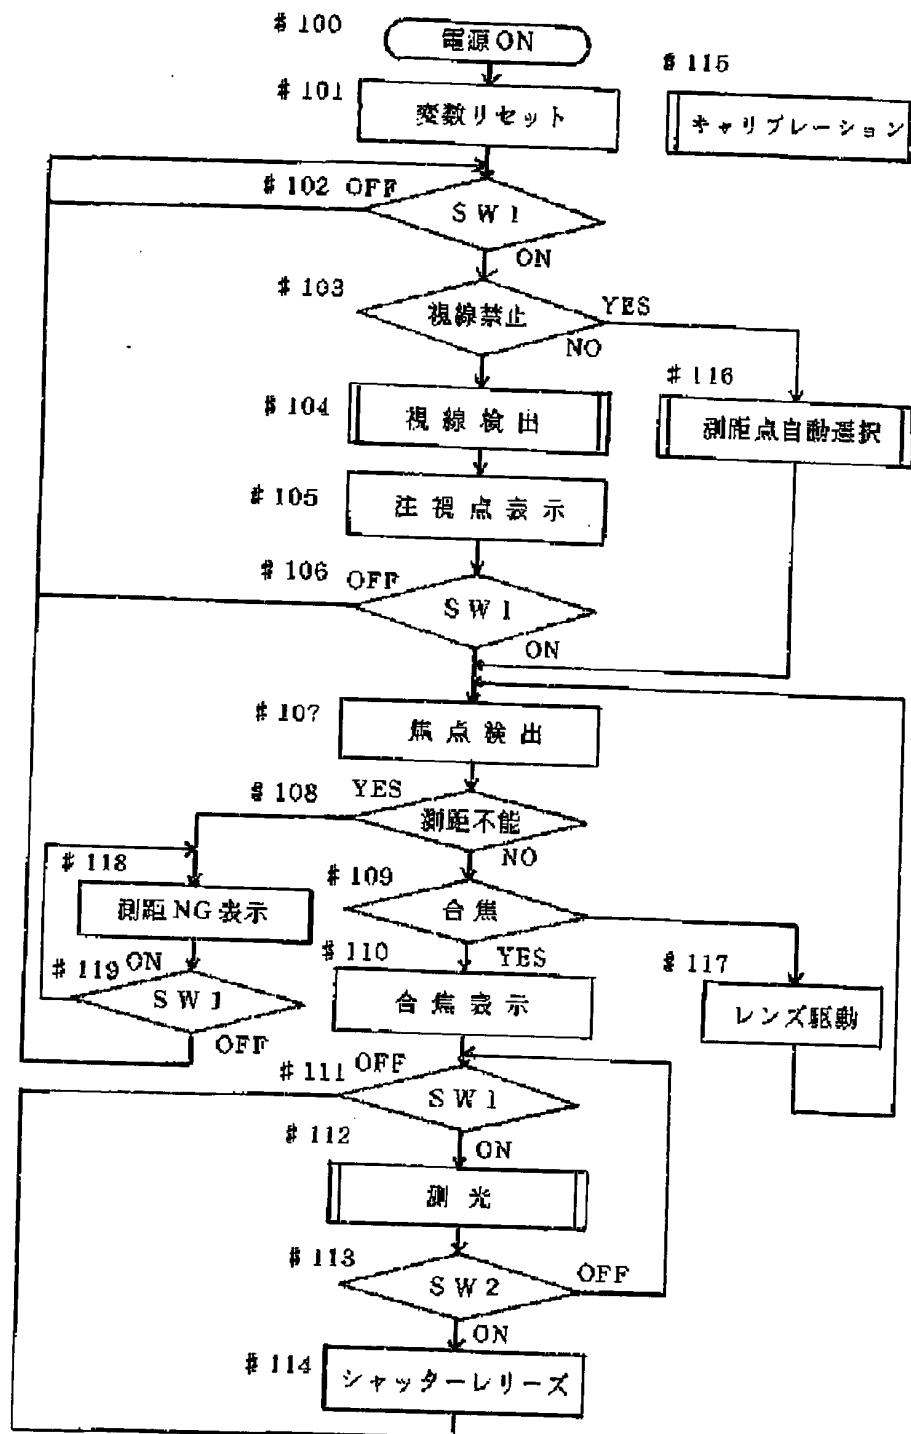 # 100
電源ON
# 101
変数リセット
# 115
キャリブレーション
# 102 OFF
SW1
ON
# 103
視線禁止
YES
NO
# 104
視線検出
# 116
測距点自動選択
# 105
注視点表示
# 106
OFF
SW1
ON
# 107
焦点検出
# 108
YES
測距不能
NO
# 118
測距NG表示
# 109
合焦
YES
# 119
ON
SW1
OFF
# 110
合焦表示
# 117
レンズ駆動
# 111
OFF
SW1
ON
# 112
測光
# 113
SW2
OFF
ON
# 114
シャッターレリーズ